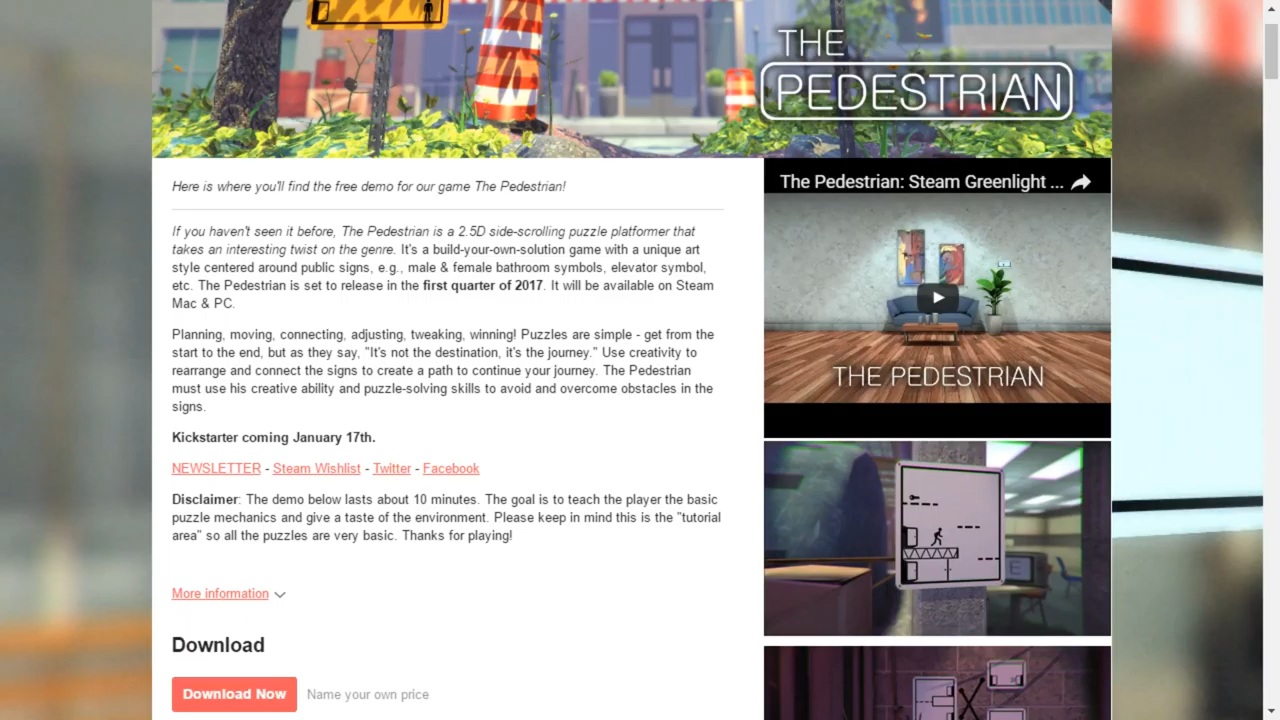 THE
PEDESTRIAN
Here is where you'll find the free demo for our game The Pedestrian!
If you haven't seen it before, The Pedestrian is a 2.5D side-scrolling puzzle platformer that
takes an interesting twist on the genre. It's a build-your-own-solution game with a unique art
style centered around public signs, e.g., male & female bathroom symbols, elevator symbol,
etc. The Pedestrian is set to release in the first quarter of 2017. It will be available on Steam
Mac & PC.
Planning, moving, connecting, adjusting, tweaking, winning! Puzzles are simple - get from the
start to the end, but as they say, "It's not the destination, it's the journey." Use creativity to
rearrange and connect the signs to create a path to continue your journey. The Pedestrian
must use his creative ability and puzzle-solving skills to avoid and overcome obstacles in the
signs.
Kickstarter coming January 17th.
NEWSLETTER - Steam Wishlist - Twitter - Facebook
Disclaimer: The demo below lasts about 10 minutes. The goal is to teach the player the basic
puzzle mechanics and give a taste of the environment. Please keep in mind this is the "tutorial
area" so all the puzzles are very basic. Thanks for playing!
More information
Download
Download Now Name your own price
The Pedestrian: Steam Greenlight ...
THE PEDESTRIAN